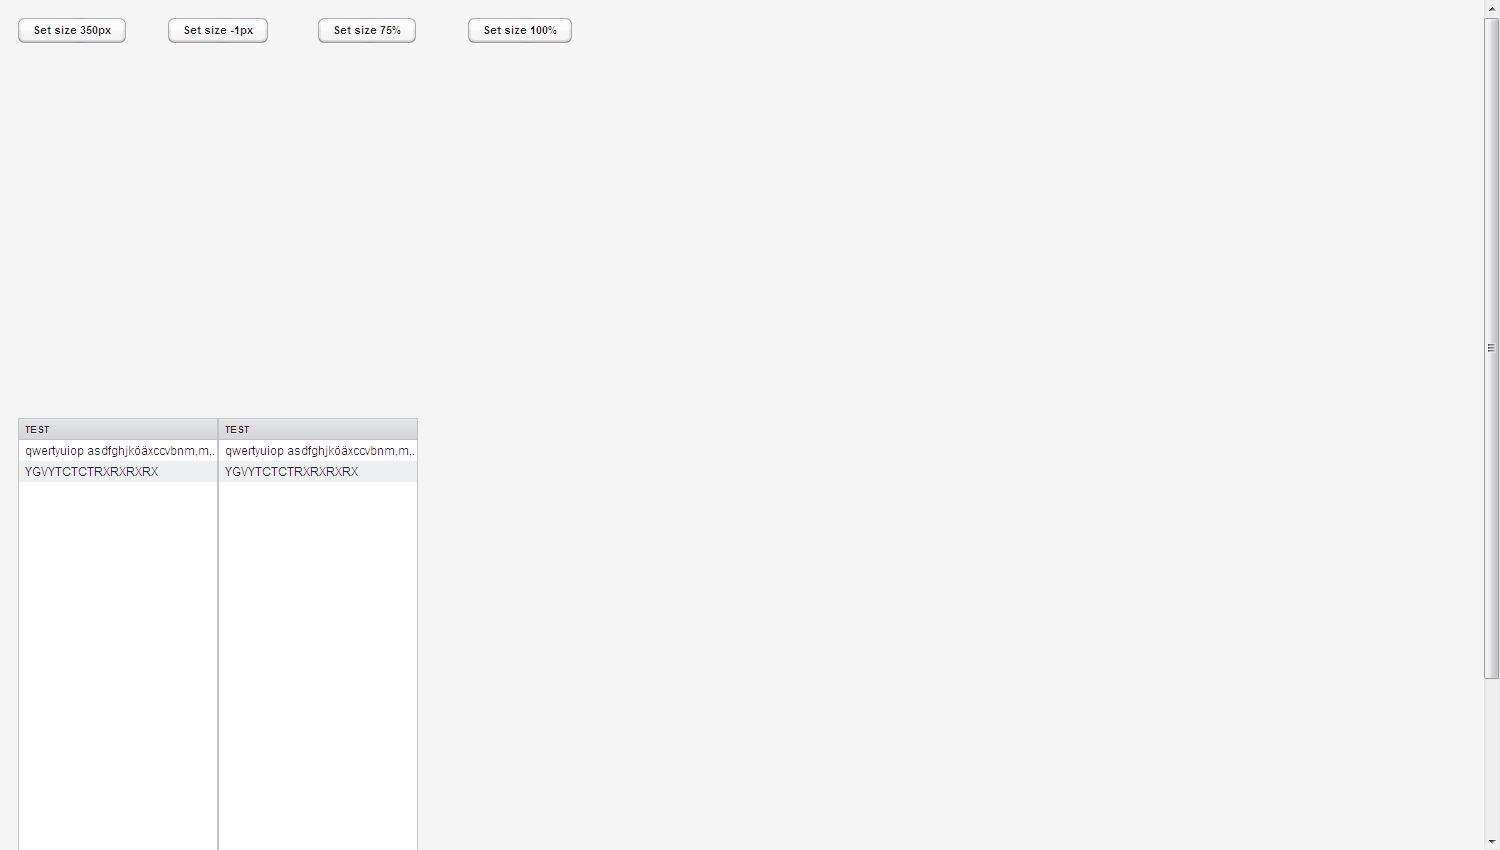 Set size 350px Set size -1px Set size 75% Set size 100%
TEST TEST
qwertyuiop asdfghjköäxccvbnm,m,. qwertyuiop asdfghjköäxccvbnm,m,.
YGVYTCTCTRXRXRXRX YGVYTCTCTRXRXRXRX